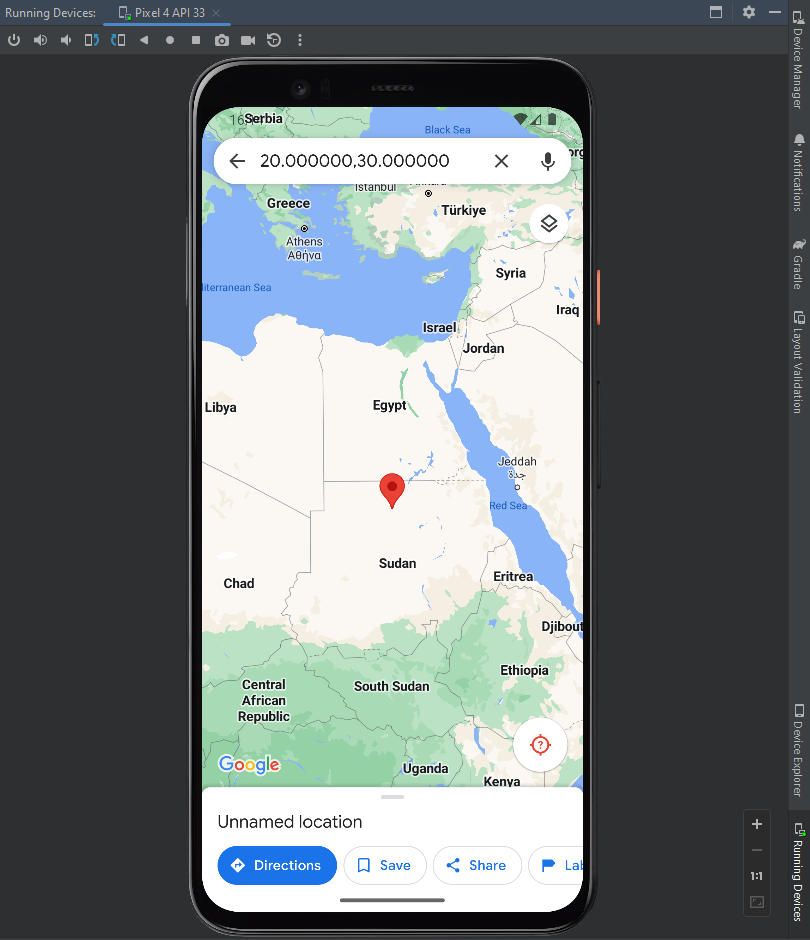 Running Devices:
Pixel 4 API 33
Device Manager
Notifications
Gradle
Layout Validation
Device Explorer
Running Devices
1:1
Serbia
Black Sea
20.000000,30.000000
Istanbul
Greece
Türkiye
Athens
Αθήνα
Syria
iterranean Sea
Iraq
Israel
Jordan
Libya
Egypt
Jeddah
جدة
Red Sea
Sudan
Chad
Eritrea
Djibout
Ethiopia
Central
African
Republic
South Sudan
Google
Uganda
Kenya
Unnamed location
Directions
Save
Share
Lab